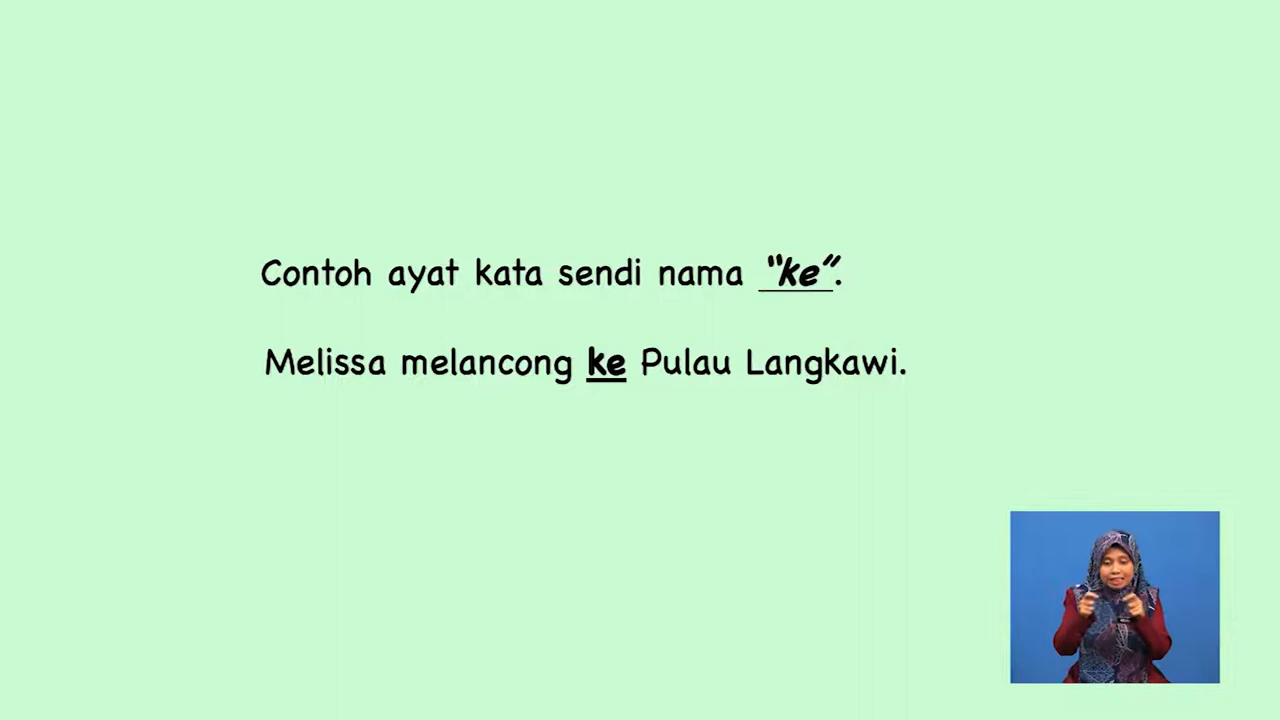 Contoh ayat kata sendi nama “ke”.
Melissa melancong ke Pulau Langkawi.